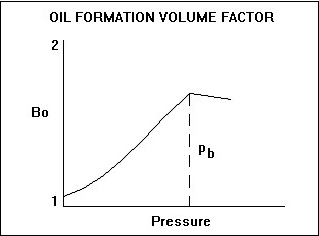 OIL FORMATION VOLUME FACTOR
2
Bo
Pb
1
Pressure